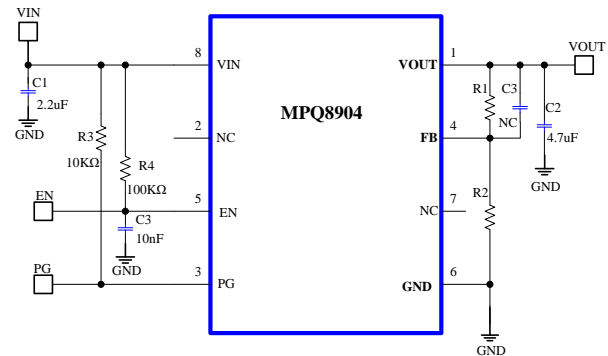 VIN
C1
2.2uF
GND
R3
10KΩ
R4
100KΩ
EN
C3
10nF
GND
PG
8
VIN
2
NC
5
EN
3
PG
MPQ8904
1
VOUT
4
FB
7
NC
6
GND
R1
C3
NC
C2
4.7uF
GND
R2
GND
VOUT